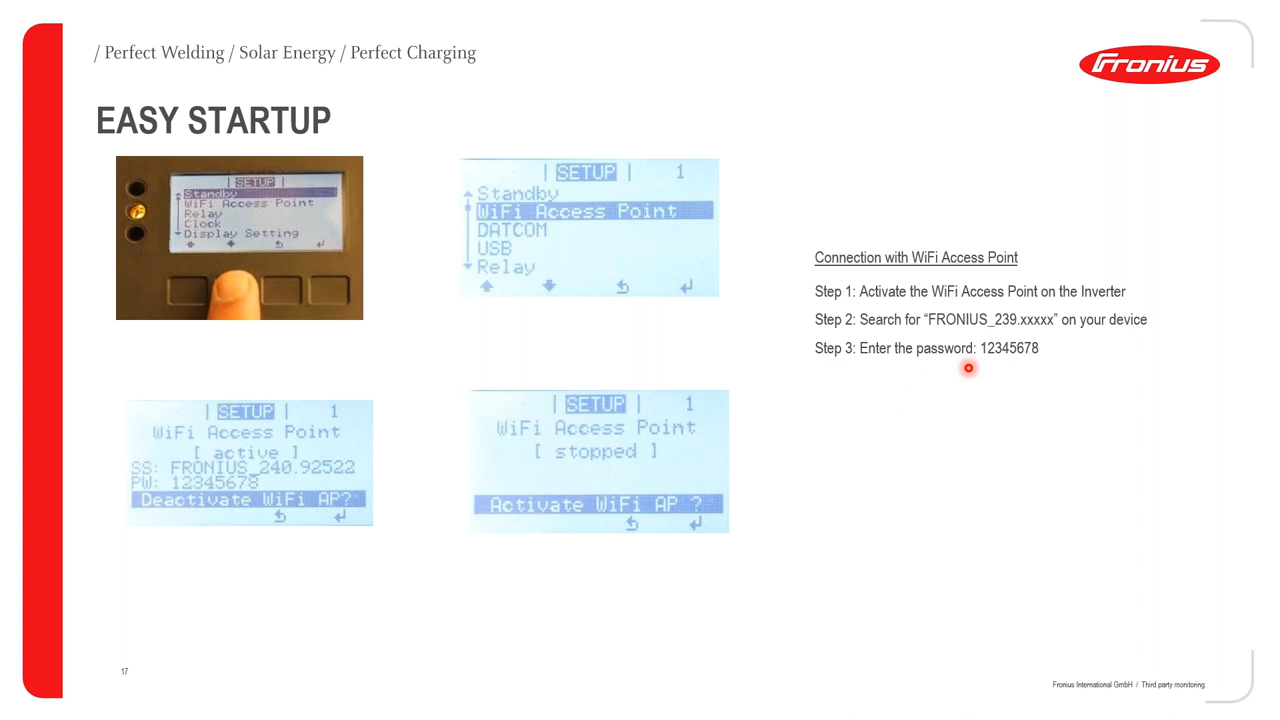 / Perfect Welding / Solar Energy / Perfect Charging
Fronius
EASY STARTUP
| SETUP |
Standby
WiFi Access Point
Relay
Clock
Display Setting
| SETUP | 1
Standby
WiFi Access Point
DATCOM
USB
Relay
Connection with WiFi Access Point
Step 1: Activate the WiFi Access Point on the Inverter
Step 2: Search for “FRONIUS_239.xxxxx” on your device
Step 3: Enter the password: 12345678
| SETUP | 1
WiFi Access Point
[ active ]
SS: FRONIUS_240.92522
PW: 12345678
Deactivate WiFi AP?
| SETUP | 1
WiFi Access Point
[ stopped ]
Activate WiFi AP ?
17
Fronius International GmbH / Third party monitoring